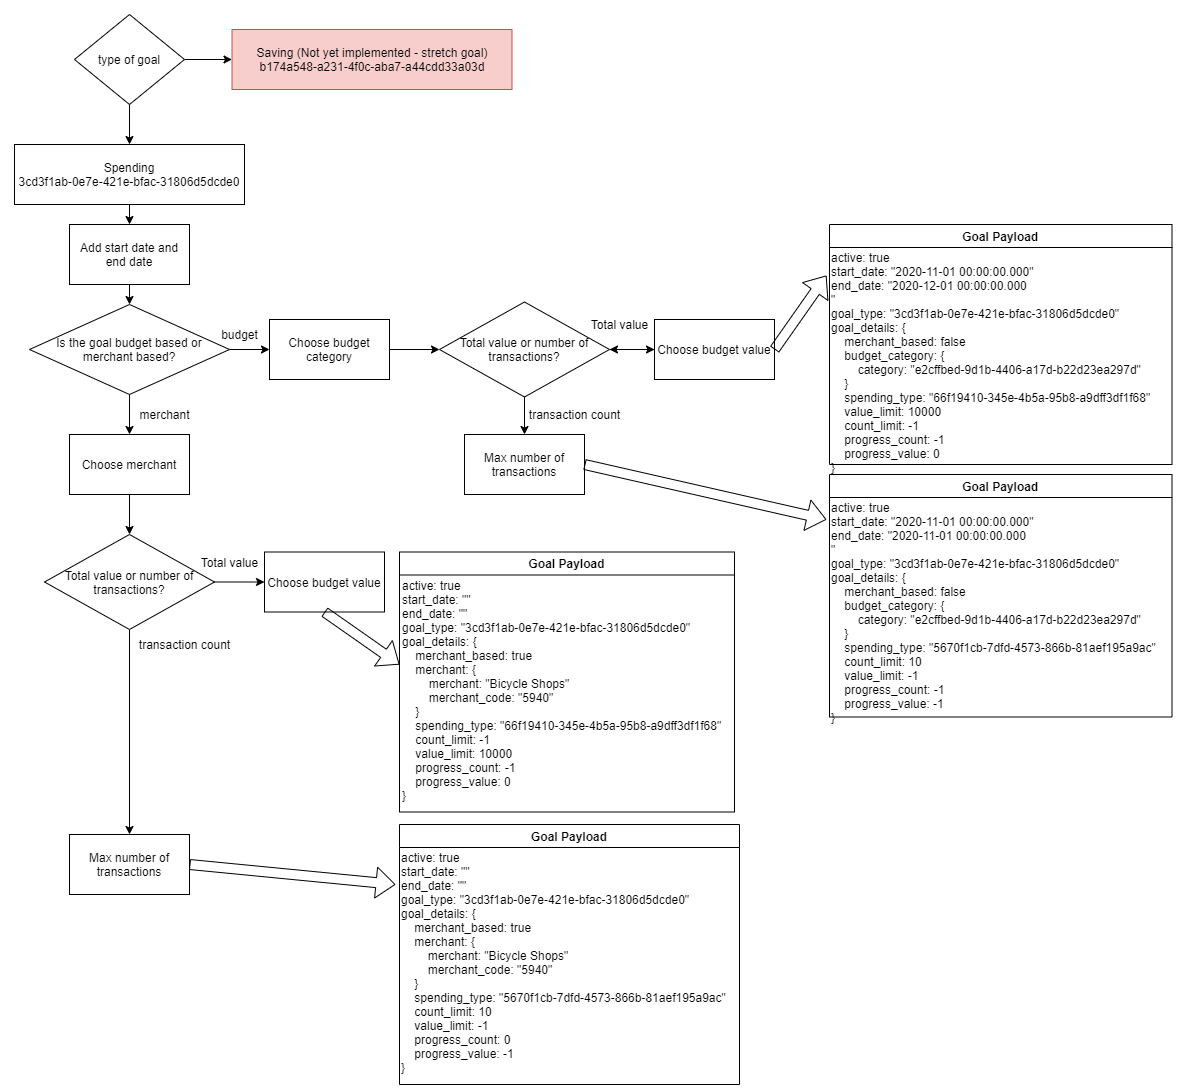 type of goal
Saving (Not yet implemented - stretch goal)
b174a548-a231-4f0c-aba7-a44cdd33a03d
Spending
3cd3f1ab-0e7e-421e-bfac-31806d5dcde0
Add start date and
end date
Is the goal budget based or
merchant based?
budget
Choose budget
category
Total value or number of
transactions?
Total value
Choose budget value
transaction count
Max number of
transactions
Goal Payload
active: true
start_date: "2020-11-01 00:00:00.000"
end_date: "2020-12-01 00:00:00.000
"
goal_type: "3cd3f1ab-0e7e-421e-bfac-31806d5dcde0"
goal_details: {
merchant_based: false
budget_category: {
category: "e2cffbed-9d1b-4406-a17d-b22d23ea297d"
}
spending_type: "66f19410-345e-4b5a-95b8-a9dff3df1f68"
value_limit: 10000
count_limit: -1
progress_count: -1
progress_value: 0
}
Goal Payload
active: true
start_date: "2020-11-01 00:00:00.000"
end_date: "2020-11-01 00:00:00.000
"
goal_type: "3cd3f1ab-0e7e-421e-bfac-31806d5dcde0"
goal_details: {
merchant_based: false
budget_category: {
category: "e2cffbed-9d1b-4406-a17d-b22d23ea297d"
}
spending_type: "5670f1cb-7dfd-4573-866b-81aef195a9ac"
count_limit: 10
value_limit: -1
progress_count: -1
progress_value: -1
}
merchant
Choose merchant
Total value or number of
transactions?
Total value
Choose budget value
transaction count
Goal Payload
active: true
start_date: ""
end_date: ""
goal_type: "3cd3f1ab-0e7e-421e-bfac-31806d5dcde0"
goal_details: {
merchant_based: true
merchant: {
merchant: "Bicycle Shops"
merchant_code: "5940"
}
spending_type: "66f19410-345e-4b5a-95b8-a9dff3df1f68"
count_limit: -1
value_limit: 10000
progress_count: -1
progress_value: 0
}
Max number of
transactions
Goal Payload
active: true
start_date: ""
end_date: ""
goal_type: "3cd3f1ab-0e7e-421e-bfac-31806d5dcde0"
goal_details: {
merchant_based: true
merchant: {
merchant: "Bicycle Shops"
merchant_code: "5940"
}
spending_type: "5670f1cb-7dfd-4573-866b-81aef195a9ac"
count_limit: 10
value_limit: -1
progress_count: 0
progress_value: -1
}